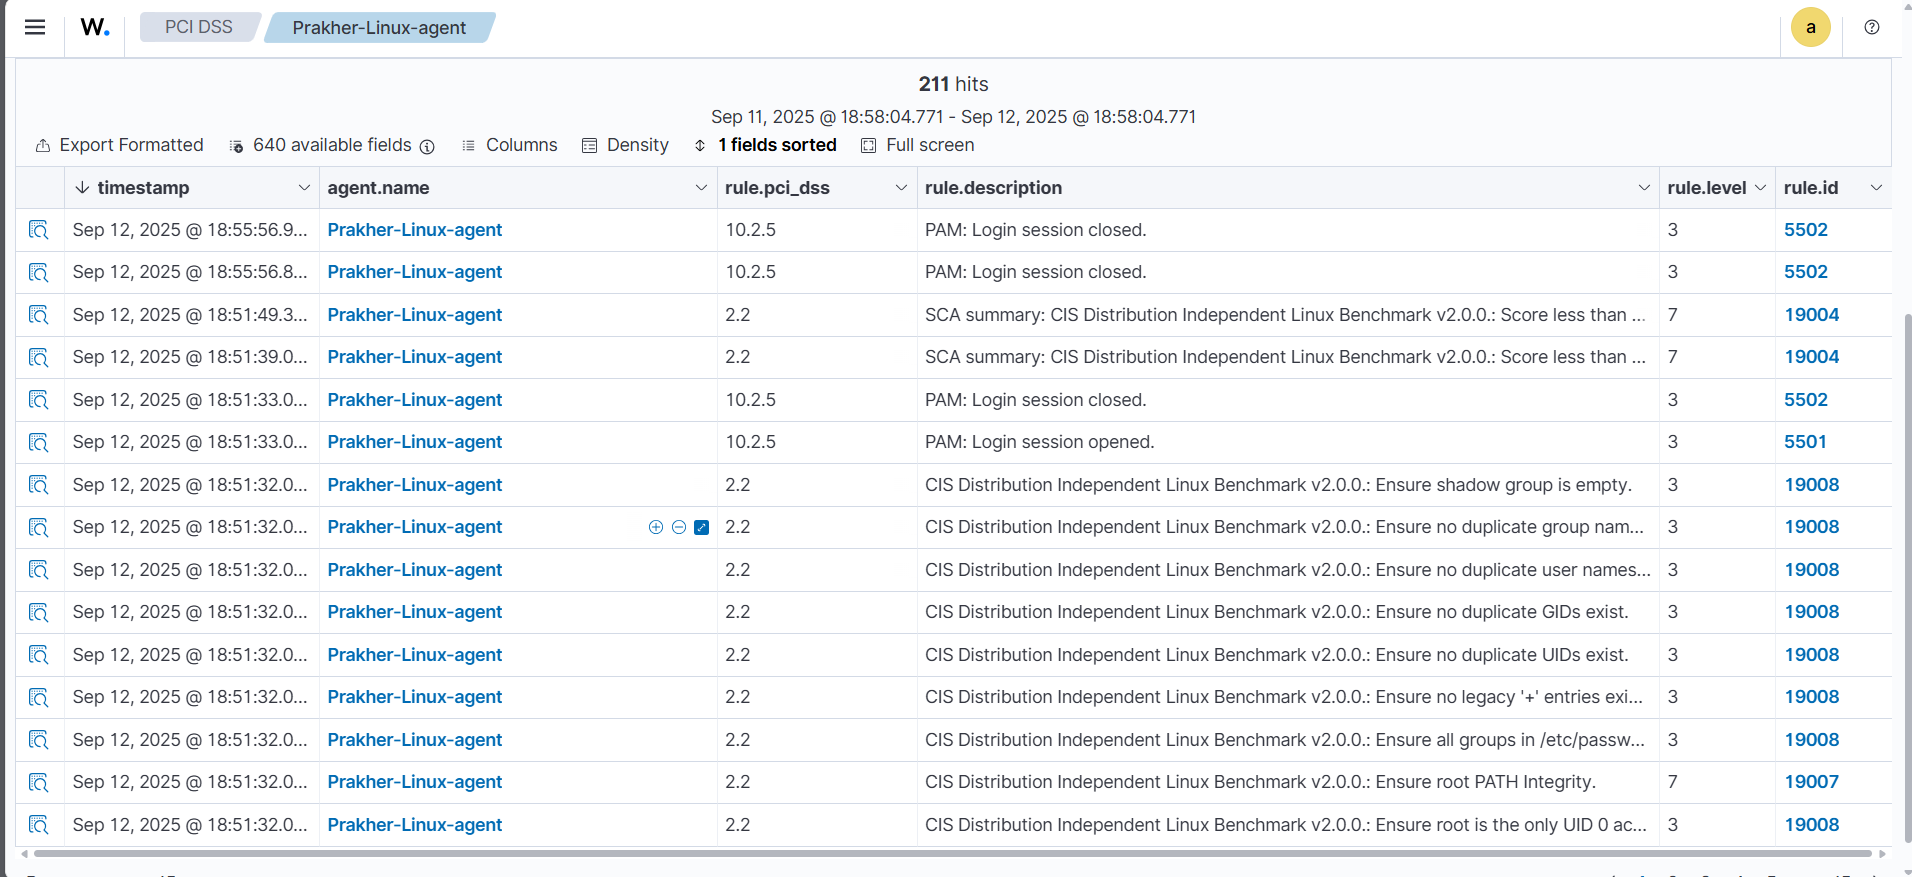 W. PCI DSS Prakher-Linux-agent a
211 hits
Sep 11, 2025 @ 18:58:04.771 - Sep 12, 2025 @ 18:58:04.771
Export Formatted 640 available fields Columns Density 1 fields sorted Full screen
timestamp agent.name rule.pci_dss rule.description rule.level rule.id
Sep 12, 2025 @ 18:55:56.9... Prakher-Linux-agent 10.2.5 PAM: Login session closed. 3 5502
Sep 12, 2025 @ 18:55:56.8... Prakher-Linux-agent 10.2.5 PAM: Login session closed. 3 5502
Sep 12, 2025 @ 18:51:49.3... Prakher-Linux-agent 2.2 SCA summary: CIS Distribution Independent Linux Benchmark v2.0.0.: Score less than ... 7 19004
Sep 12, 2025 @ 18:51:39.0... Prakher-Linux-agent 2.2 SCA summary: CIS Distribution Independent Linux Benchmark v2.0.0.: Score less than ... 7 19004
Sep 12, 2025 @ 18:51:33.0... Prakher-Linux-agent 10.2.5 PAM: Login session closed. 3 5502
Sep 12, 2025 @ 18:51:33.0... Prakher-Linux-agent 10.2.5 PAM: Login session opened. 3 5501
Sep 12, 2025 @ 18:51:32.0... Prakher-Linux-agent 2.2 CIS Distribution Independent Linux Benchmark v2.0.0.: Ensure shadow group is empty. 3 19008
Sep 12, 2025 @ 18:51:32.0... Prakher-Linux-agent 2.2 CIS Distribution Independent Linux Benchmark v2.0.0.: Ensure no duplicate group nam... 3 19008
Sep 12, 2025 @ 18:51:32.0... Prakher-Linux-agent 2.2 CIS Distribution Independent Linux Benchmark v2.0.0.: Ensure no duplicate user names... 3 19008
Sep 12, 2025 @ 18:51:32.0... Prakher-Linux-agent 2.2 CIS Distribution Independent Linux Benchmark v2.0.0.: Ensure no duplicate GIDs exist. 3 19008
Sep 12, 2025 @ 18:51:32.0... Prakher-Linux-agent 2.2 CIS Distribution Independent Linux Benchmark v2.0.0.: Ensure no duplicate UIDs exist. 3 19008
Sep 12, 2025 @ 18:51:32.0... Prakher-Linux-agent 2.2 CIS Distribution Independent Linux Benchmark v2.0.0.: Ensure no legacy '+' entries exi... 3 19008
Sep 12, 2025 @ 18:51:32.0... Prakher-Linux-agent 2.2 CIS Distribution Independent Linux Benchmark v2.0.0.: Ensure all groups in /etc/passw... 3 19008
Sep 12, 2025 @ 18:51:32.0... Prakher-Linux-agent 2.2 CIS Distribution Independent Linux Benchmark v2.0.0.: Ensure root PATH Integrity. 7 19007
Sep 12, 2025 @ 18:51:32.0... Prakher-Linux-agent 2.2 CIS Distribution Independent Linux Benchmark v2.0.0.: Ensure root is the only UID 0 ac... 3 19008